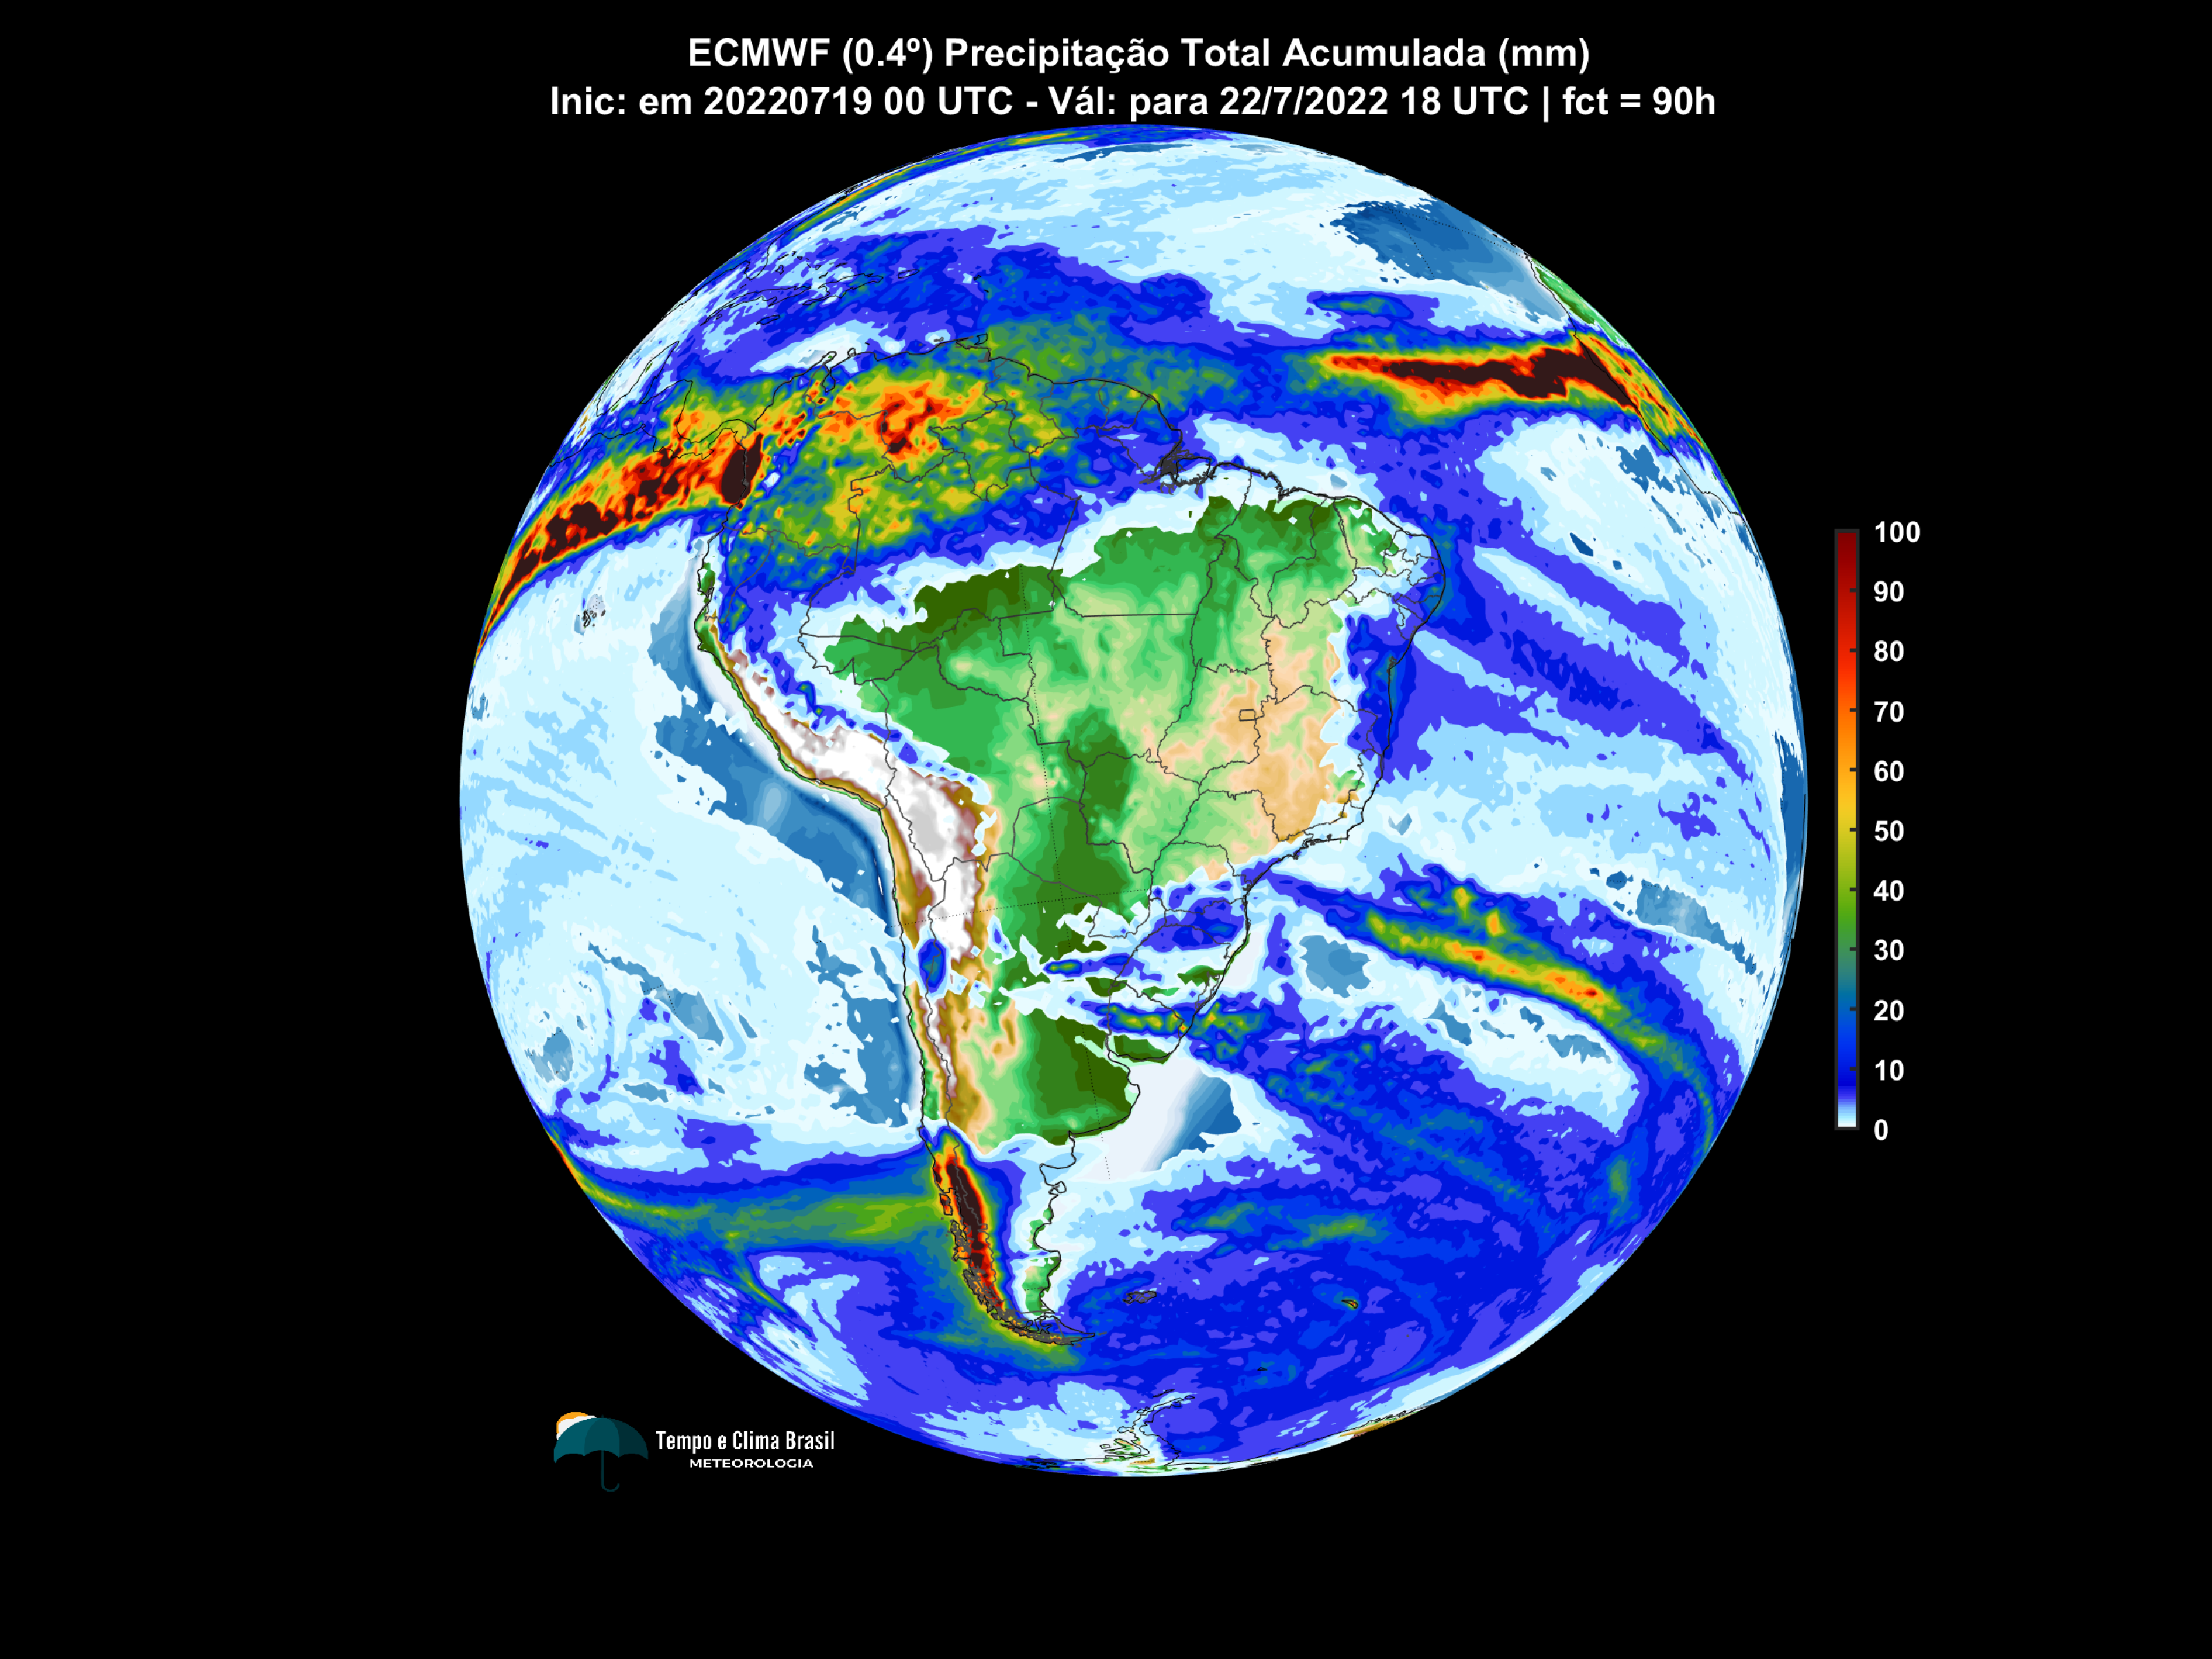 ECMWF (0.4º) Precipitação Total Acumulada (mm)
Inic: em 20220719 00 UTC - Vál: para 22/7/2022 18 UTC | fct = 90h
100
90
80
70
60
50
40
30
20
10
0
Tempo e Clima Brasil
METEOROLOGIA